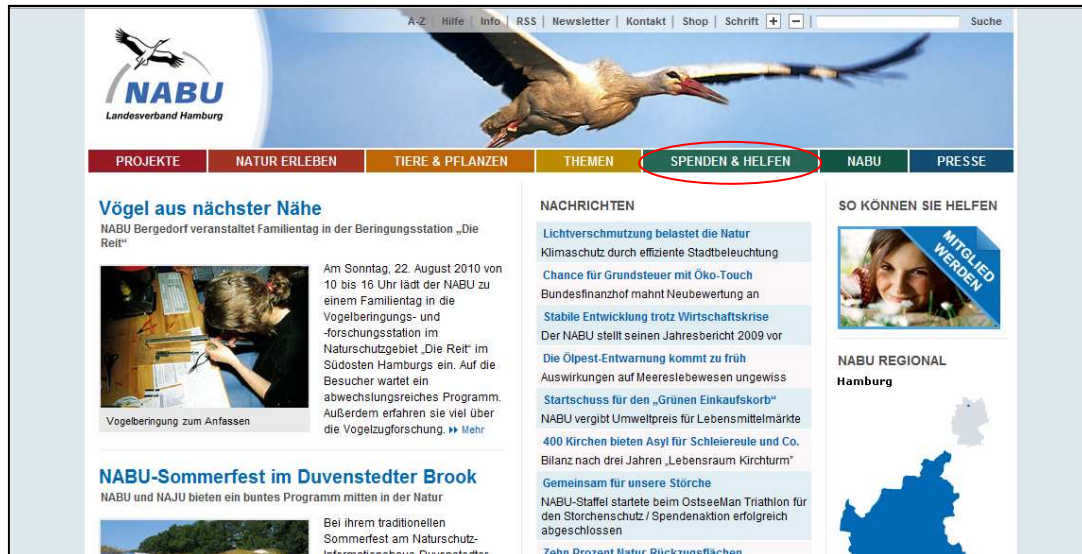 A-Z | Hilfe | Info | RSS | Newsletter | Kontakt | Shop | Schrift + − | Suche
NABU
Landesverband Hamburg
PROJEKTE
NATUR ERLEBEN
TIERE & PFLANZEN
THEMEN
SPENDEN & HELFEN
NABU
PRESSE
Vögel aus nächster Nähe
NABU Bergedorf veranstaltet Familientag in der Beringungsstation „Die
Reit“
Am Sonntag, 22. August 2010 von
10 bis 16 Uhr lädt der NABU zu
einem Familientag in die
Vogelberingungs- und
-forschungsstation im
Naturschutzgebiet „Die Reit“ im
Südosten Hamburgs ein. Auf die
Besucher wartet ein
abwechslungsreiches Programm.
Außerdem erfahren sie viel über
die Vogelzugforschung. Mehr
Vogelberingung zum Anfassen
NABU-Sommerfest im Duvenstedter Brook
NABU und NAJU bieten ein buntes Programm mitten in der Natur
Bei ihrem traditionellen
Sommerfest am Naturschutz-
Informationshaus Duvenstedter
NACHRICHTEN
Lichtverschmutzung belastet die Natur
Klimaschutz durch effiziente Stadtbeleuchtung
Chance für Grundsteuer mit Öko-Touch
Bundesfinanzhof mahnt Neubewertung an
Stabile Entwicklung trotz Wirtschaftskrise
Der NABU stellt seinen Jahresbericht 2009 vor
Die Ölpest-Entwarnung kommt zu früh
Auswirkungen auf Meereslebewesen ungewiss
Startschuss für den „Grünen Einkaufskorb“
NABU vergibt Umweltpreis für Lebensmittelmärkte
400 Kirchen bieten Asyl für Schleiereule und Co.
Bilanz nach drei Jahren „Lebensraum Kirchturm“
Gemeinsam für unsere Störche
NABU-Staffel startete beim OstseeMan Triathlon für
den Storchenschutz / Spendenaktion erfolgreich
abgeschlossen
Zehn Prozent Natur Rückzugsflächen
SO KÖNNEN SIE HELFEN
MITGLIED
WERDEN
NABU REGIONAL
Hamburg